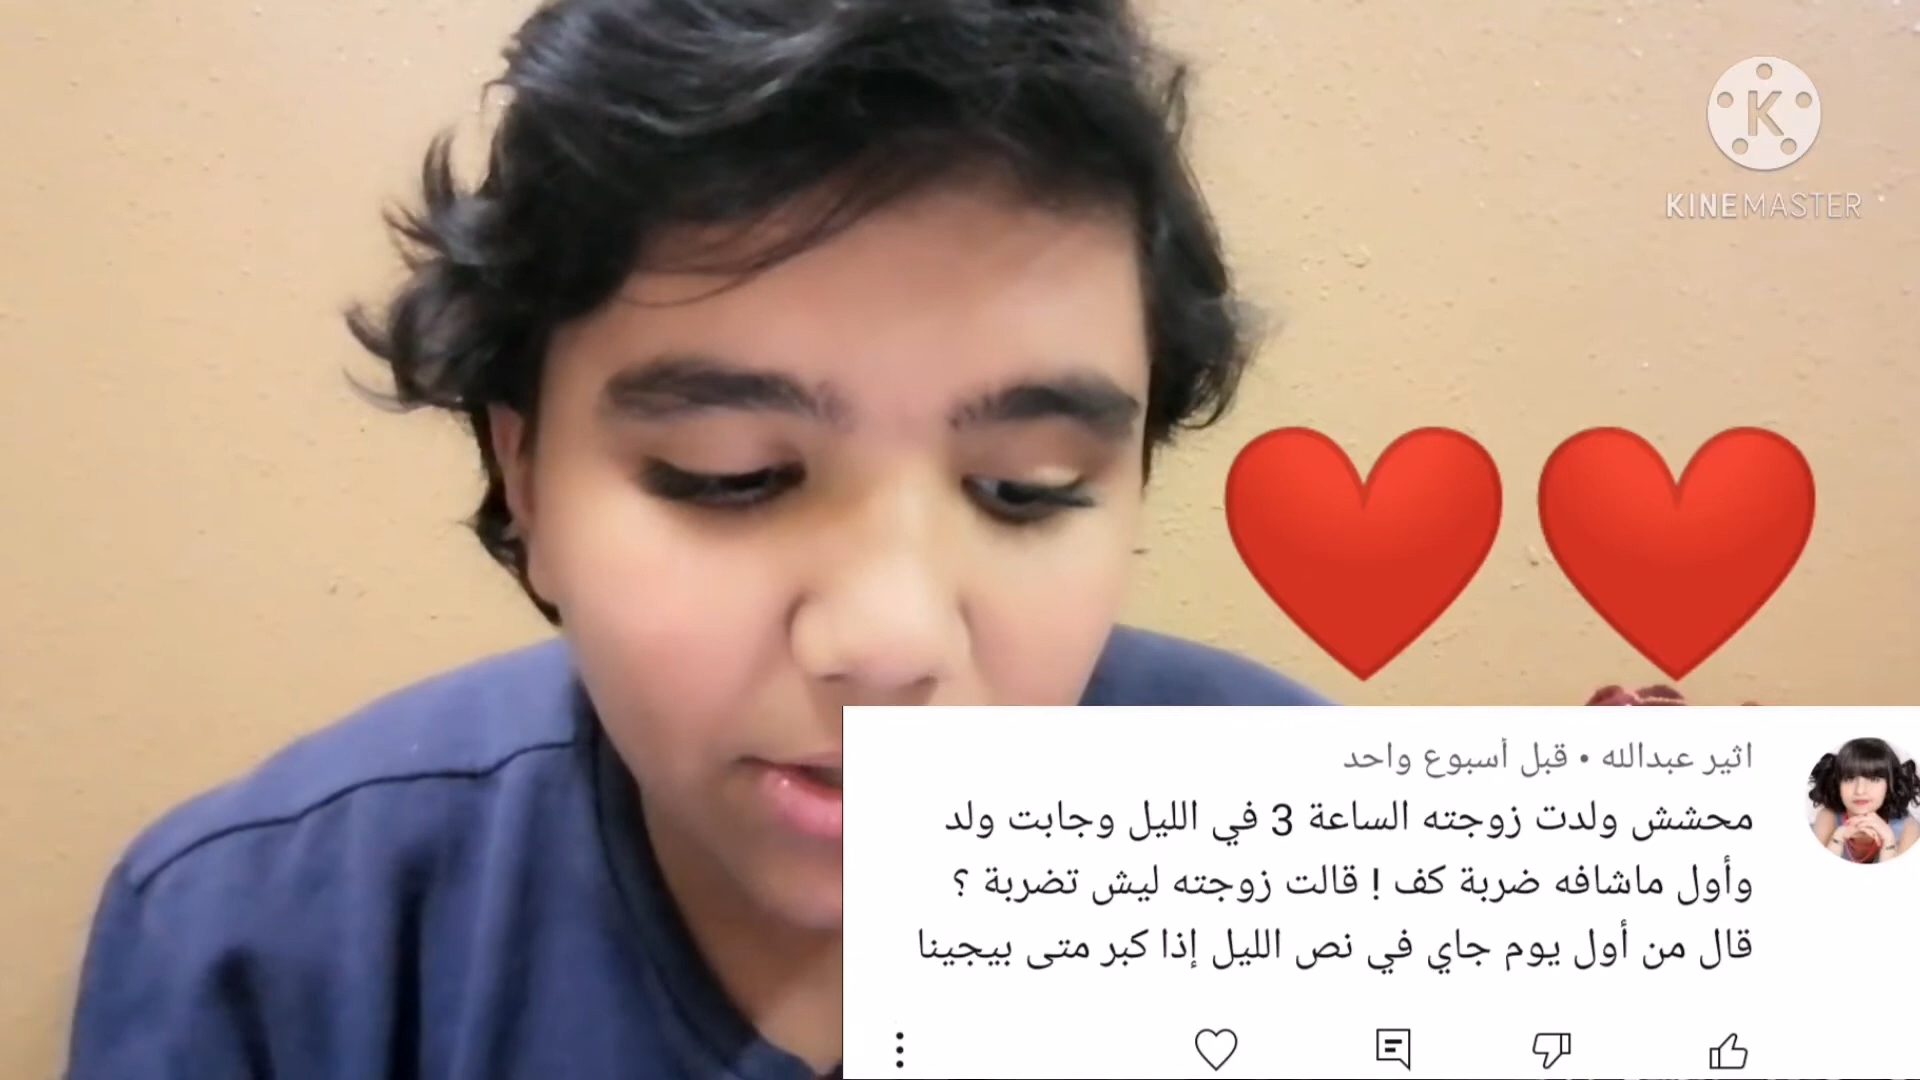 KINEMASTER
اثير عبدالله • قبل أسبوع واحد
محشش ولدت زوجته الساعة 3 في الليل وجابت ولد
وأول ماشافه ضربة كف ! قالت زوجته ليش تضربة ؟
قال من أول يوم جاي في نص الليل إذا كبر متى بيجينا